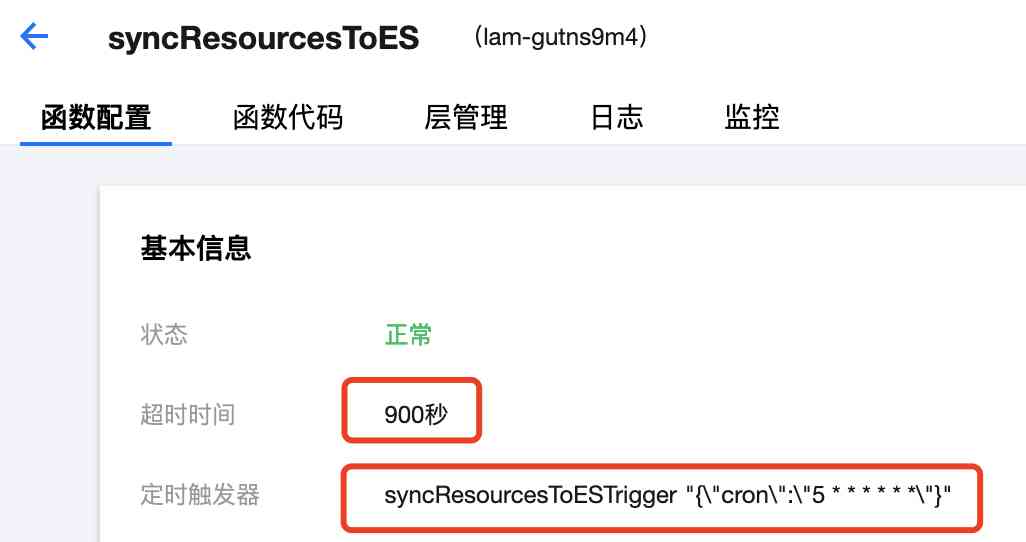 syncResourcesToES （lam-gutns9m4）
函数配置 函数代码 层管理 日志 监控
基本信息
状态 正常
超时时间 900秒
定时触发器 syncResourcesToESTrigger "{\"cron\":\"5 * * * * * *\"}"